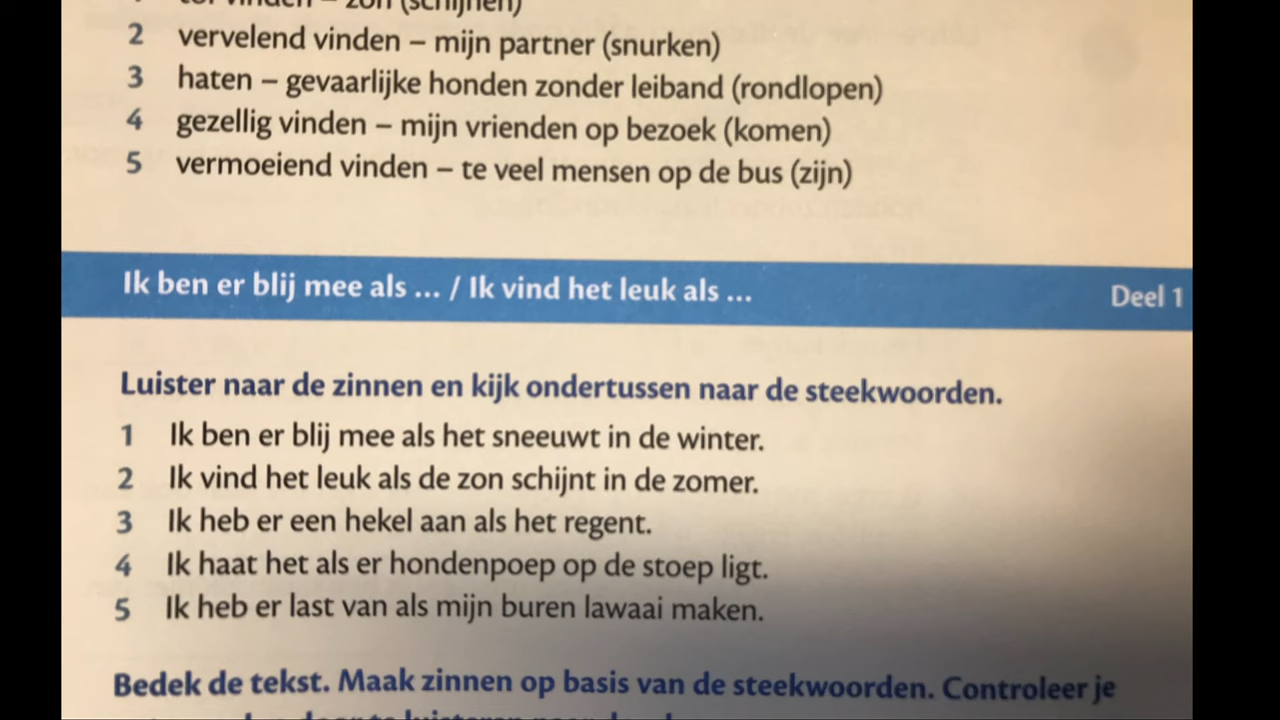 tof vinden – zon (schijnen)
2 vervelend vinden – mijn partner (snurken)
3 haten – gevaarlijke honden zonder leiband (rondlopen)
4 gezellig vinden – mijn vrienden op bezoek (komen)
5 vermoeiend vinden – te veel mensen op de bus (zijn)
Ik ben er blij mee als ... / Ik vind het leuk als ... Deel 1
Luister naar de zinnen en kijk ondertussen naar de steekwoorden.
1 Ik ben er blij mee als het sneeuwt in de winter.
2 Ik vind het leuk als de zon schijnt in de zomer.
3 Ik heb er een hekel aan als het regent.
4 Ik haat het als er hondenpoep op de stoep ligt.
5 Ik heb er last van als mijn buren lawaai maken.
Bedek de tekst. Maak zinnen op basis van de steekwoorden. Controleer je